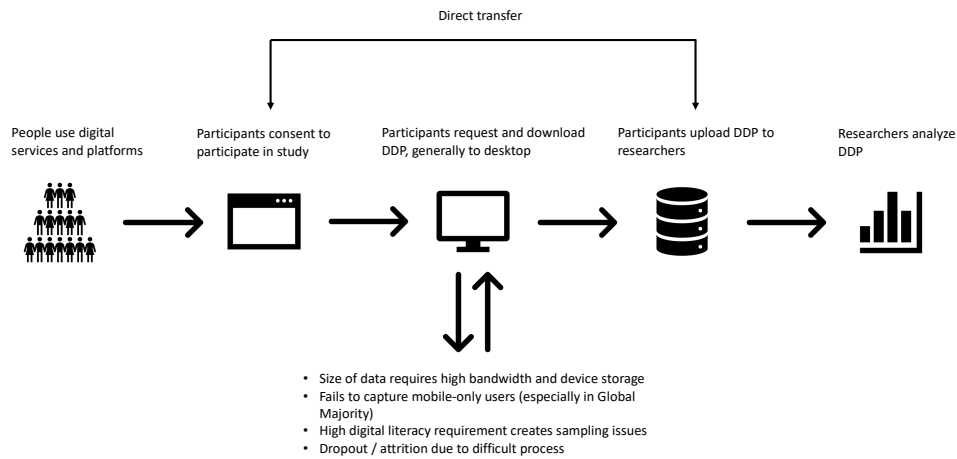 Direct transfer
People use digital
services and platforms
Participants consent to
participate in study
Participants request and download
DDP, generally to desktop
Participants upload DDP to
researchers
Researchers analyze
DDP
• Size of data requires high bandwidth and device storage
• Fails to capture mobile-only users (especially in Global
Majority)
• High digital literacy requirement creates sampling issues
• Dropout / attrition due to difficult process